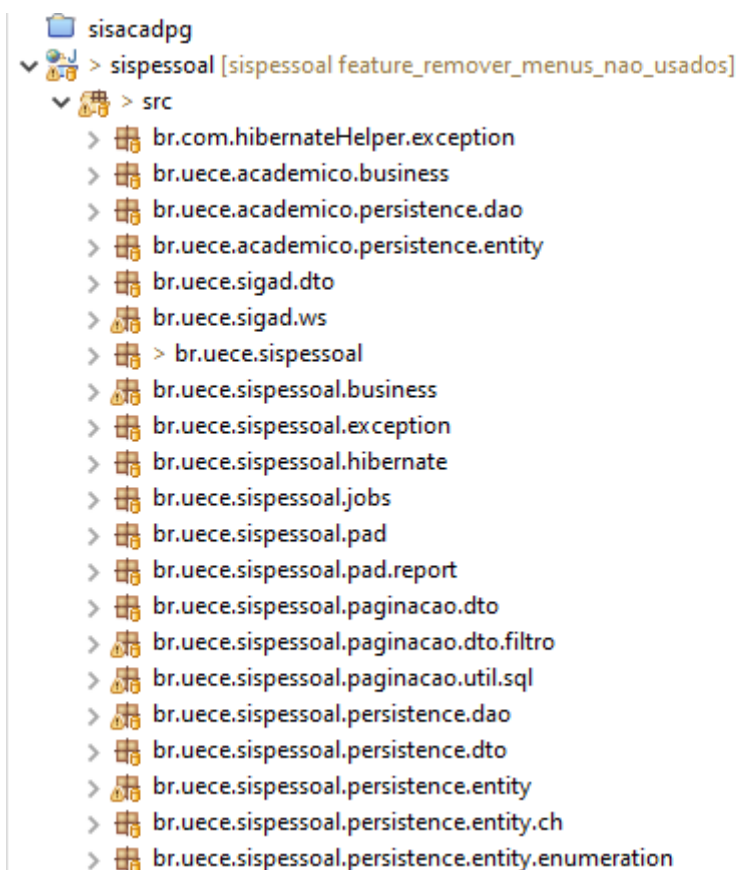 sisacadpg
> sispessoal [sispessoal feature_remover_menus_nao_usados]
> src
br.com.hibernateHelper.exception
br.uece.academico.business
br.uece.academico.persistence.dao
br.uece.academico.persistence.entity
br.uece.sigad.dto
br.uece.sigad.ws
> br.uece.sispessoal
br.uece.sispessoal.business
br.uece.sispessoal.exception
br.uece.sispessoal.hibernate
br.uece.sispessoal.jobs
br.uece.sispessoal.pad
br.uece.sispessoal.pad.report
br.uece.sispessoal.paginacao.dto
br.uece.sispessoal.paginacao.dto.filtro
br.uece.sispessoal.paginacao.util.sql
br.uece.sispessoal.persistence.dao
br.uece.sispessoal.persistence.dto
br.uece.sispessoal.persistence.entity
br.uece.sispessoal.persistence.entity.ch
br.uece.sispessoal.persistence.entity.enumeration